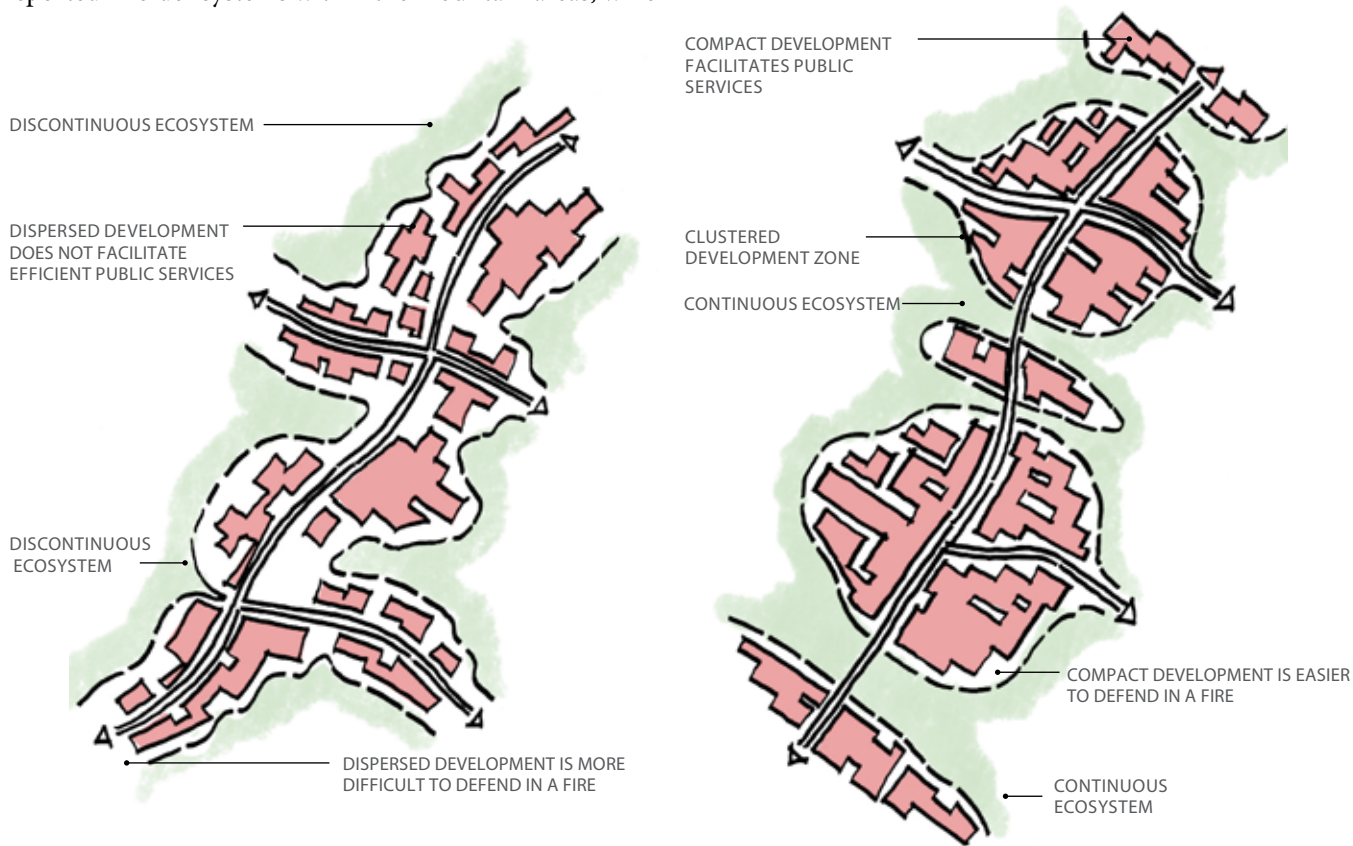 DISCONTINUOUS ECOSYSTEM
DISPERSED DEVELOPMENT
DOES NOT FACILITATE
EFFICIENT PUBLIC SERVICES
DISCONTINUOUS
ECOSYSTEM
DISPERSED DEVELOPMENT IS MORE
DIFFICULT TO DEFEND IN A FIRE
COMPACT DEVELOPMENT
FACILITATES PUBLIC
SERVICES
CLUSTERED
DEVELOPMENT ZONE
CONTINUOUS ECOSYSTEM
COMPACT DEVELOPMENT IS EASIER
TO DEFEND IN A FIRE
CONTINUOUS
ECOSYSTEM